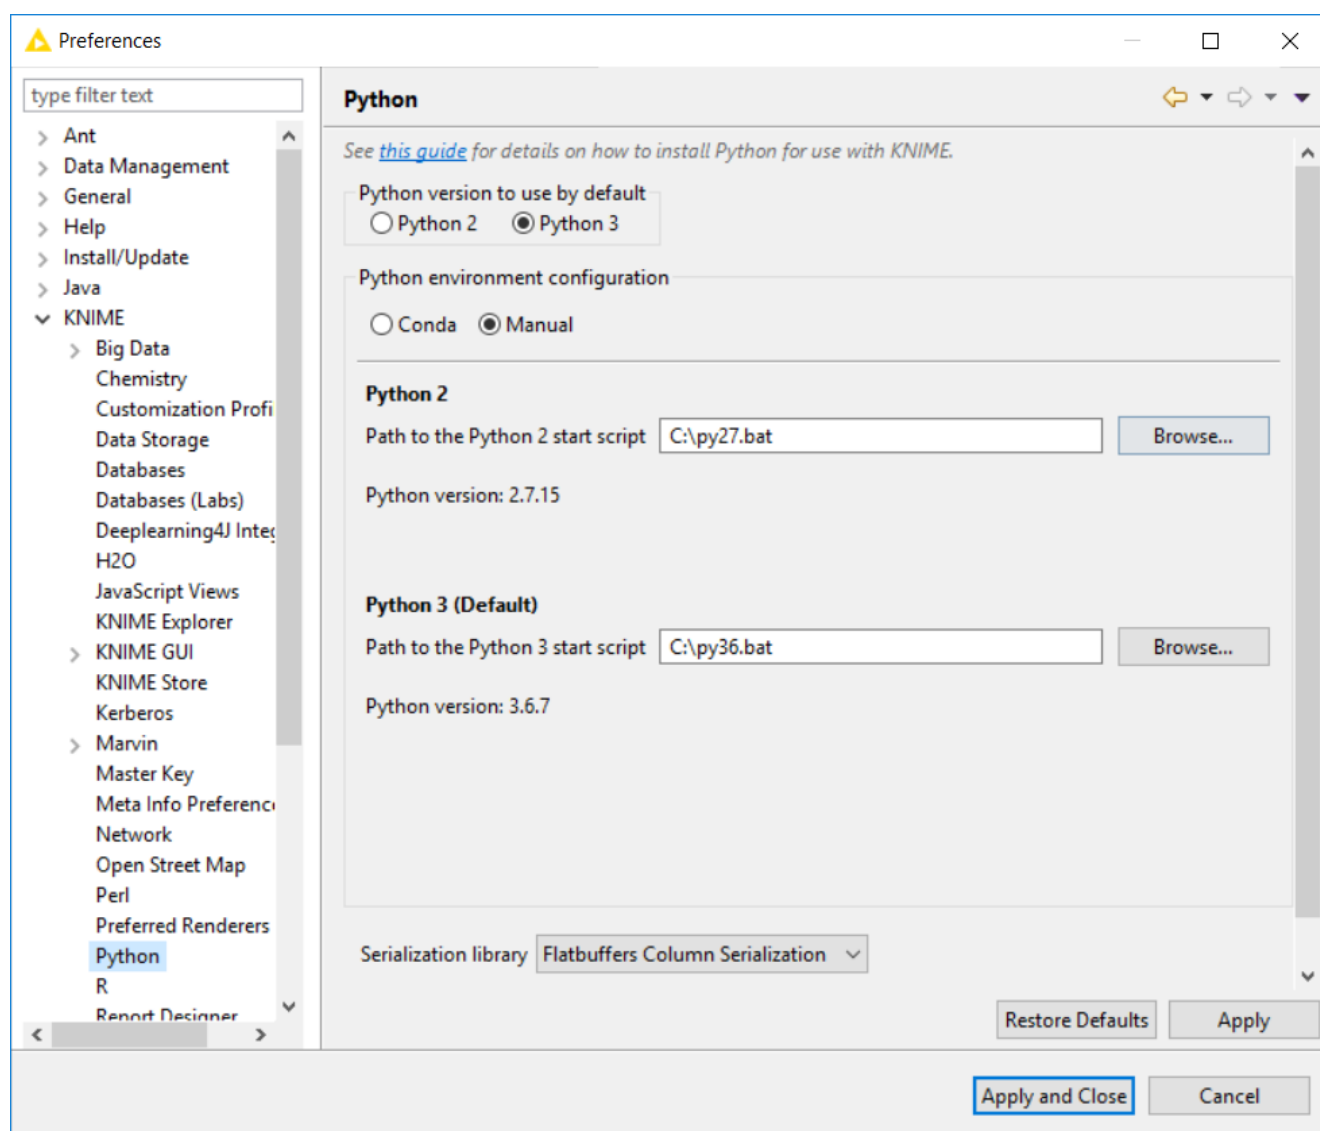 Preferences
type filter text
Ant
Data Management
General
Help
Install/Update
Java
KNIME
Big Data
Chemistry
Customization Profi
Data Storage
Databases
Databases (Labs)
Deeplearning4J Integ
H2O
JavaScript Views
KNIME Explorer
KNIME GUI
KNIME Store
Kerberos
Marvin
Master Key
Meta Info Preferenc
Network
Open Street Map
Perl
Preferred Renderers
Python
R
Report Designer
Python
See this guide for details on how to install Python for use with KNIME.
Python version to use by default
Python 2 Python 3
Python environment configuration
Conda Manual
Python 2
Path to the Python 2 start script C:\py27.bat Browse...
Python version: 2.7.15
Python 3 (Default)
Path to the Python 3 start script C:\py36.bat Browse...
Python version: 3.6.7
Serialization library Flatbuffers Column Serialization
Restore Defaults Apply
Apply and Close Cancel